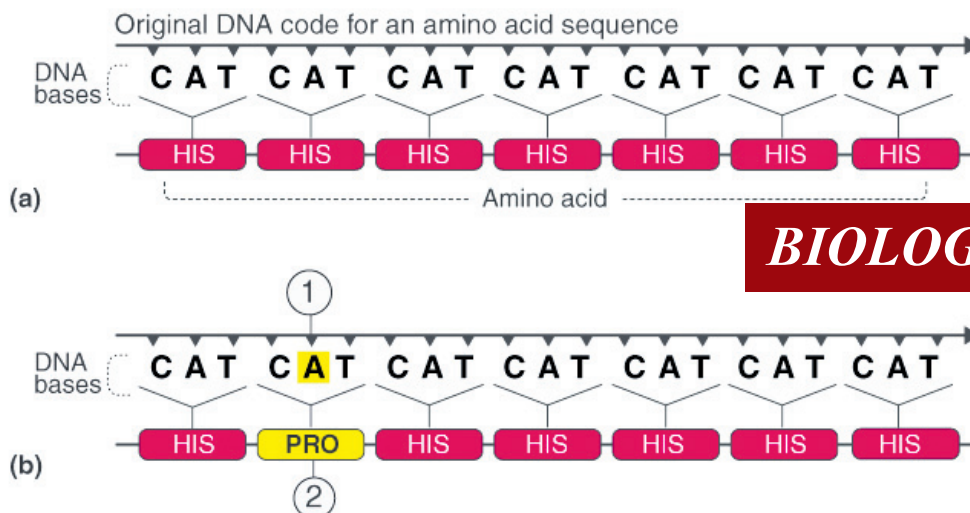 Original DNA code for an amino acid sequence
DNA bases
C A T C A T C A T C A T C A T C A T C A T
HIS HIS HIS HIS HIS HIS HIS
(a)
Amino acid
BIOLOG
1
DNA bases
C A T C A T C A T C A T C A T C A T C A T
HIS PRO HIS HIS HIS HIS HIS
(b)
2